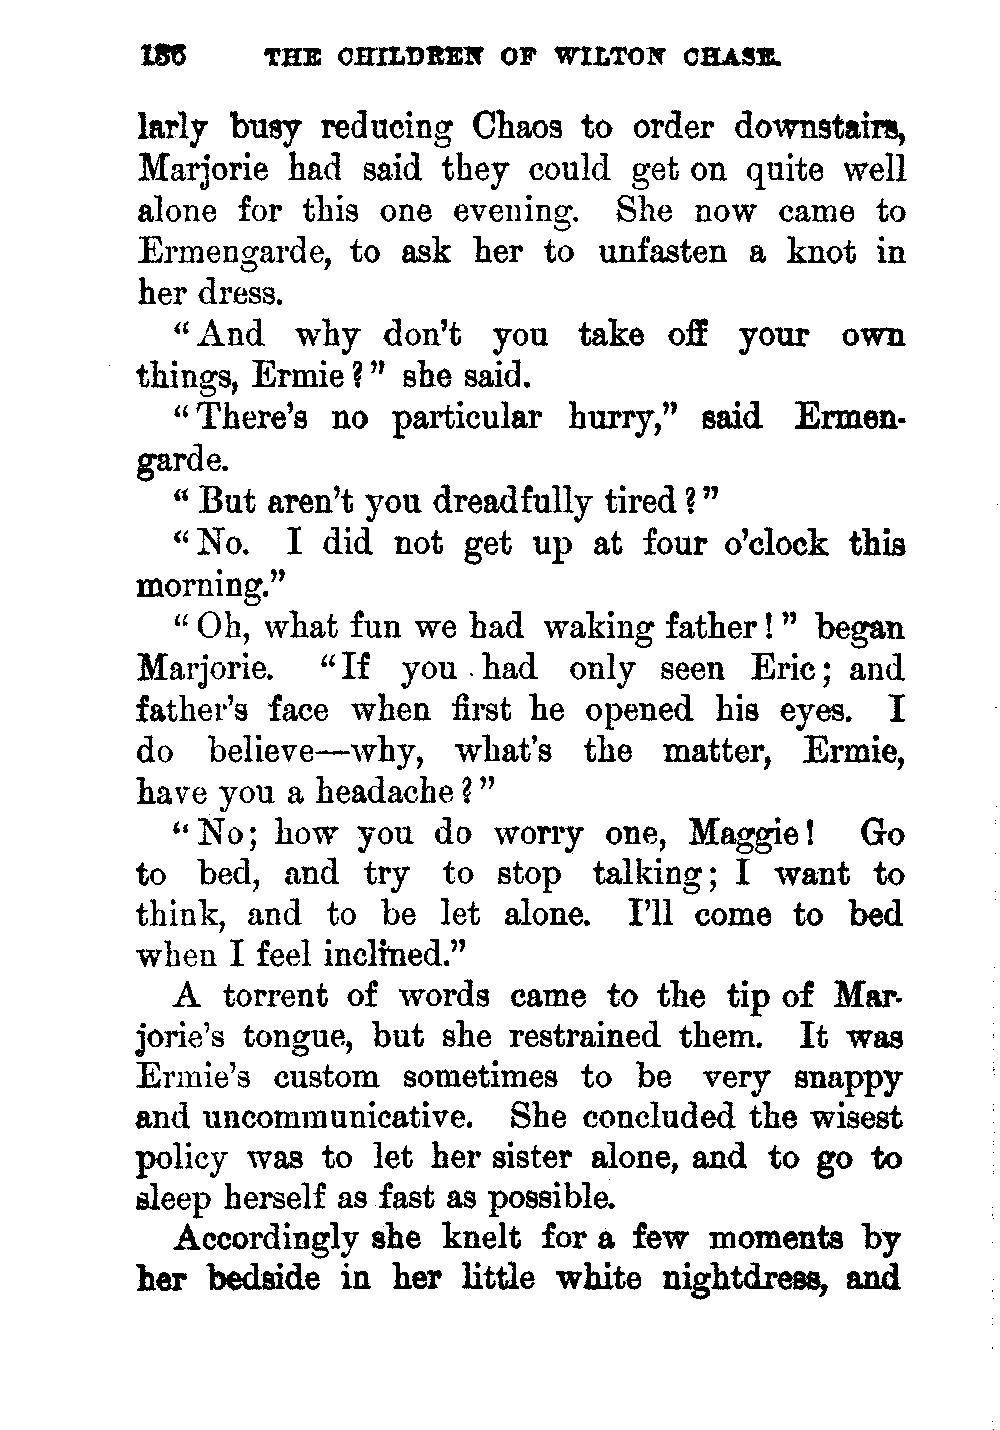 THE CHILDREN OF WILTON CHASE.
larly busy reducing Chaos to order downstairs,
Marjorie had said they could get on quite well
alone for this one evening. She now came to
Ermengarde, to ask her to unfasten a knot in
her dress.
“And why don’t you take off your own
things, Ermie?” she said.
“There’s no particular hurry,” said Ermen-
garde.
“But aren’t you dreadfully tired?”
“No. I did not get up at four o’clock this
morning.”
“Oh, what fun we had waking father!” began
Marjorie. “If you had only seen Eric; and
father’s face when first he opened his eyes. I
do believe—why, what’s the matter, Ermie,
have you a headache?”
“No; how you do worry one, Maggie! Go
to bed, and try to stop talking; I want to
think, and to be let alone. I’ll come to bed
when I feel inclined.”
A torrent of words came to the tip of Mar-
jorie’s tongue, but she restrained them. It was
Ermie’s custom sometimes to be very snappy
and uncommunicative. She concluded the wisest
policy was to let her sister alone, and to go to
sleep herself as fast as possible.
Accordingly she knelt for a few moments by
her bedside in her little white nightdress, and